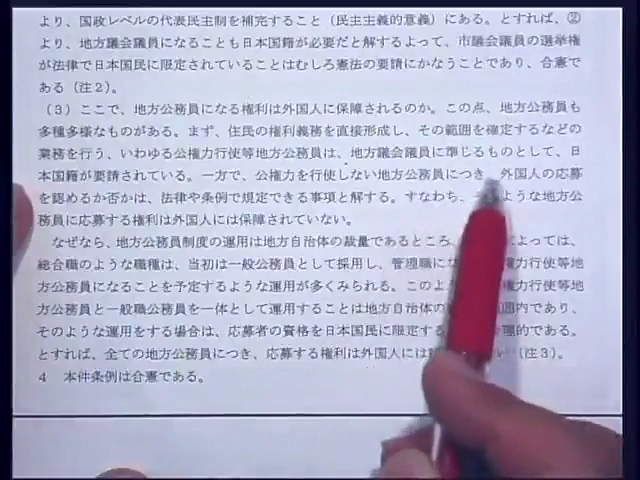 より、国政レベルの代表民主制を補完すること（民主主義的意義）にある。とすれば、②
より、地方議会議員になることも日本国籍が必要だと解するよって、市議会議員の選挙権
が法律で日本国民に限定されていることはむしろ憲法の要請にかなうことであり、合憲で
ある（注２）。
（３）ここで、地方公務員になる権利は外国人に保障されるのか。この点、地方公務員も
多種多様なものがある。まず、住民の権利義務を直接形成し、その範囲を確定するなどの
業務を行う、いわゆる公権力行使等地方公務員は、地方議会議員に準じるものとして、日
本国籍が要請されている。一方で、公権力を行使しない地方公務員につき、外国人の応募
を認めるか否かは、法律や条例で規定できる事項と解する。すなわち、そのような地方公
務員に応募する権利は外国人には保障されていない。
なぜなら、地方公務員制度の運用は地方自治体の裁量であるところ、 によっては、
総合職のような職種は、当初は一般公務員として採用し、管理職に 権力行使等地
方公務員になることを予定するような運用が多くみられる。このよう 権力行使等地
方公務員と一般職公務員を一体として運用することは地方自治体の 範囲内であり、
そのような運用をする場合は、応募者の資格を日本国民に限定する 理的である。
とすれば、全ての地方公務員につき、応募する権利は外国人には い（注３）。
４　本件条例は合憲である。